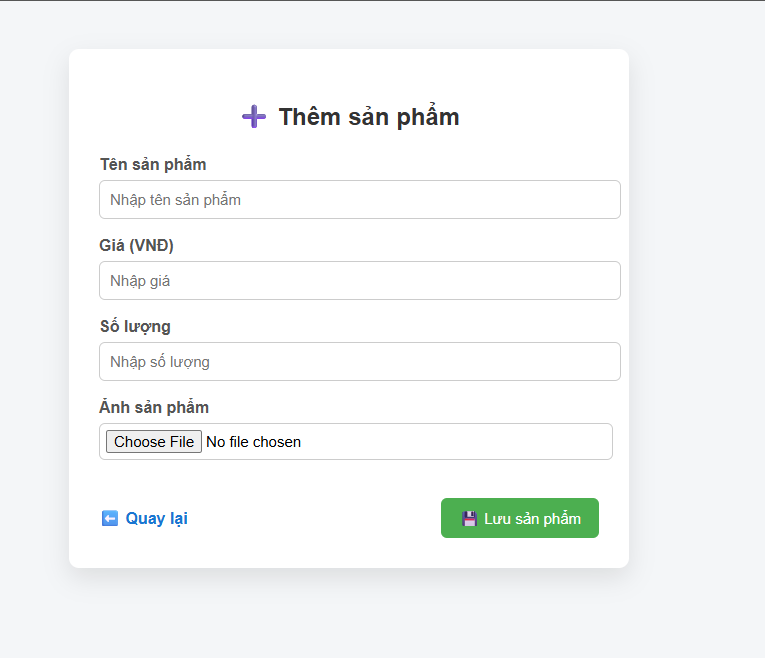 ➕ Thêm sản phẩm
Tên sản phẩm
Nhập tên sản phẩm
Giá (VNĐ)
Nhập giá
Số lượng
Nhập số lượng
Ảnh sản phẩm
Choose File No file chosen
⬅️ Quay lại 💾 Lưu sản phẩm